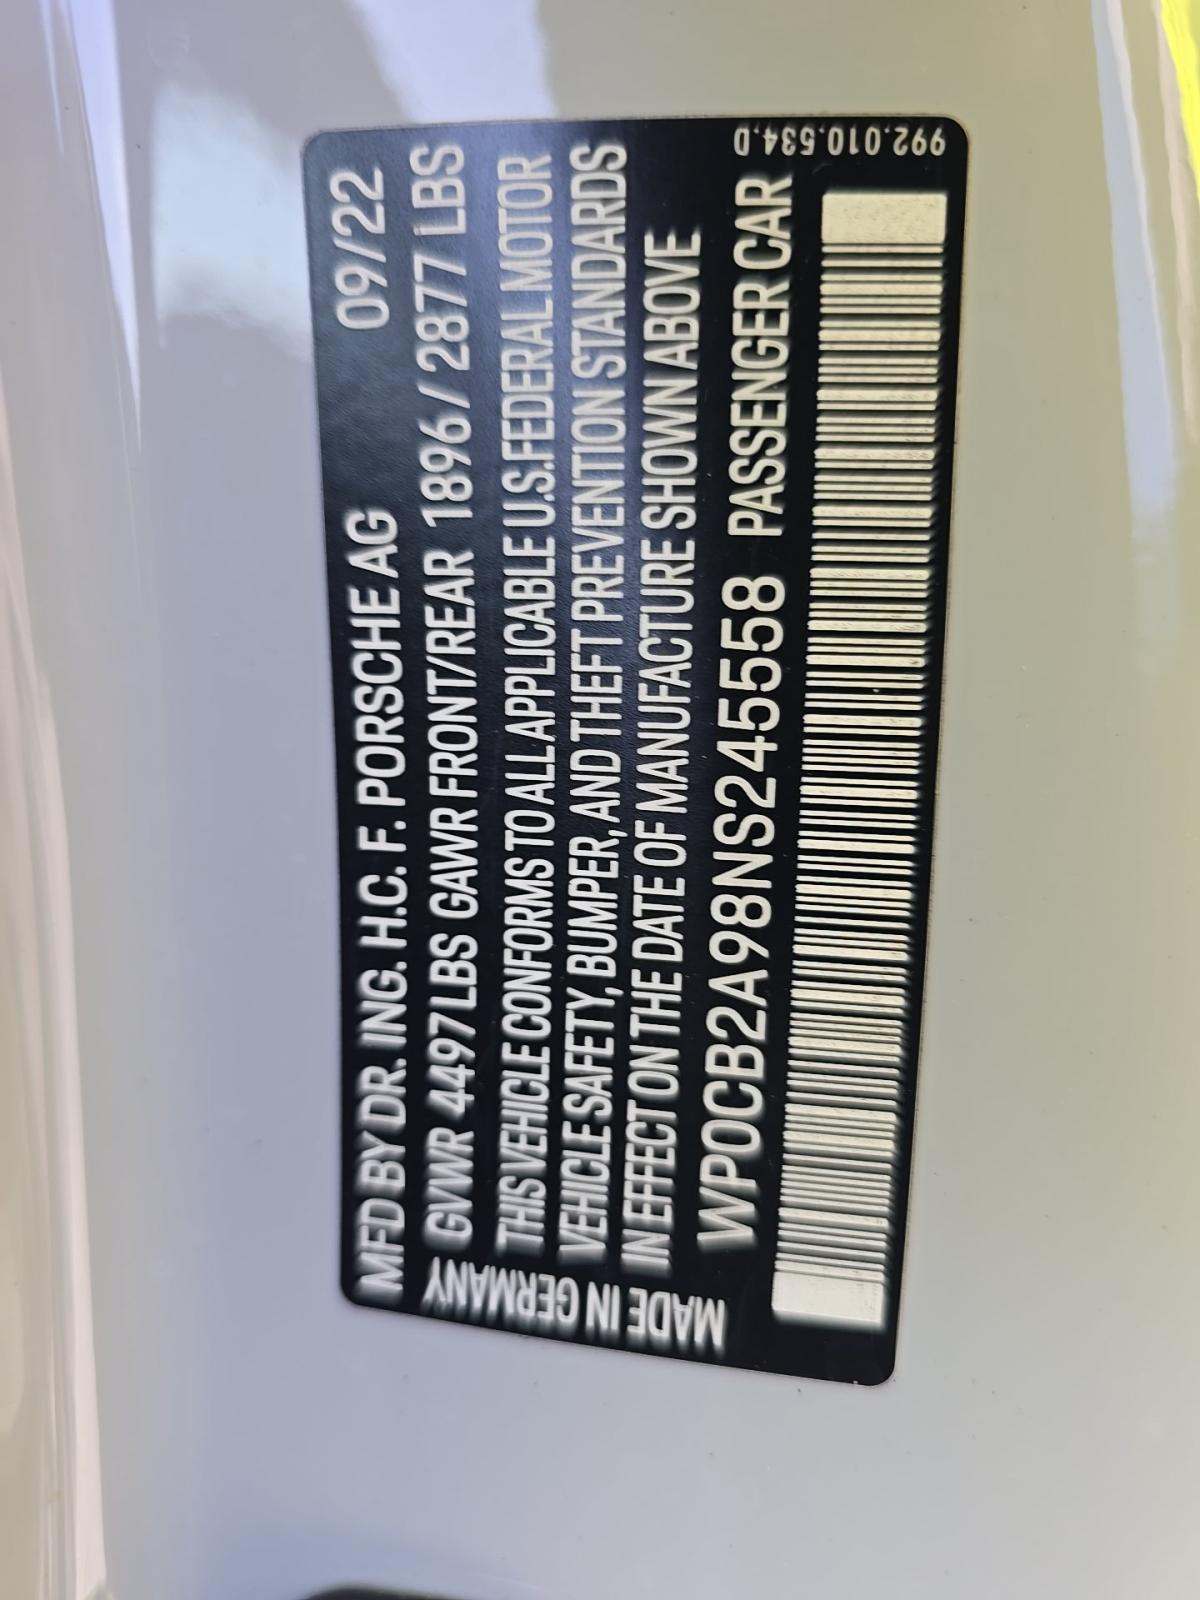 MFD BY DR. ING. H.C. F. PORSCHE AG 09/22
GVWR 4497 LBS GAWR FRONT/REAR 1896 / 2877 LBS
THIS VEHICLE CONFORMS TO ALL APPLICABLE U.S.FEDERAL MOTOR
VEHICLE SAFETY, BUMPER, AND THEFT PREVENTION STANDARDS
IN EFFECT ON THE DATE OF MANUFACTURE SHOWN ABOVE
WP0CB2A98NS245558 PASSENGER CAR
MADE IN GERMANY
992.010.534.D